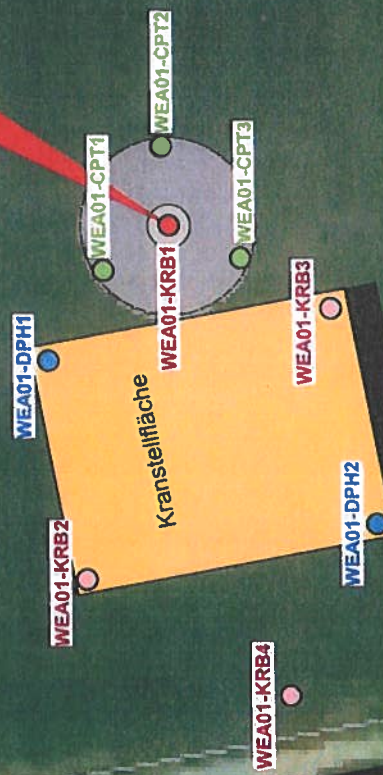 WEA01-CPT2
WEA01-CPT1
WEA01-CPT3
WEA01-KRB1
WEA01-DPH1
WEA01-KRB3
Kranstellfläche
WEA01-KRB2
WEA01-DPH2
WEA01-KRB4